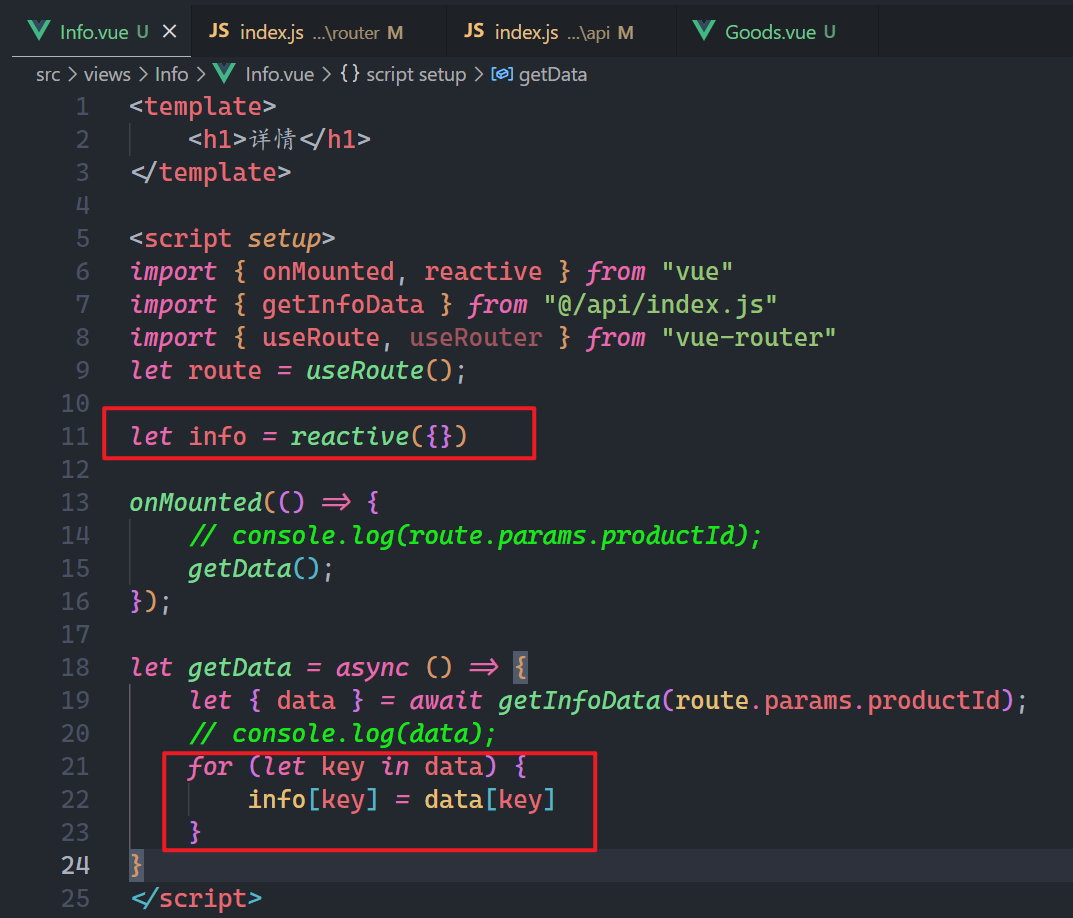 Info.vue U × JS index.js ...\router M JS index.js ...\api M Goods.vue U
src > views > Info > Info.vue > {} script setup > getData
1 <template>
2     <h1>详情</h1>
3 </template>
4
5 <script setup>
6 import { onMounted, reactive } from "vue"
7 import { getInfoData } from "@/api/index.js"
8 import { useRoute, useRouter } from "vue-router"
9 let route = useRoute();
10
11 let info = reactive({})
12
13 onMounted(() => {
14     // console.log(route.params.productId);
15     getData();
16 });
17
18 let getData = async () => {
19     let { data } = await getInfoData(route.params.productId);
20     // console.log(data);
21     for (let key in data) {
22         info[key] = data[key]
23     }
24 }
25 </script>